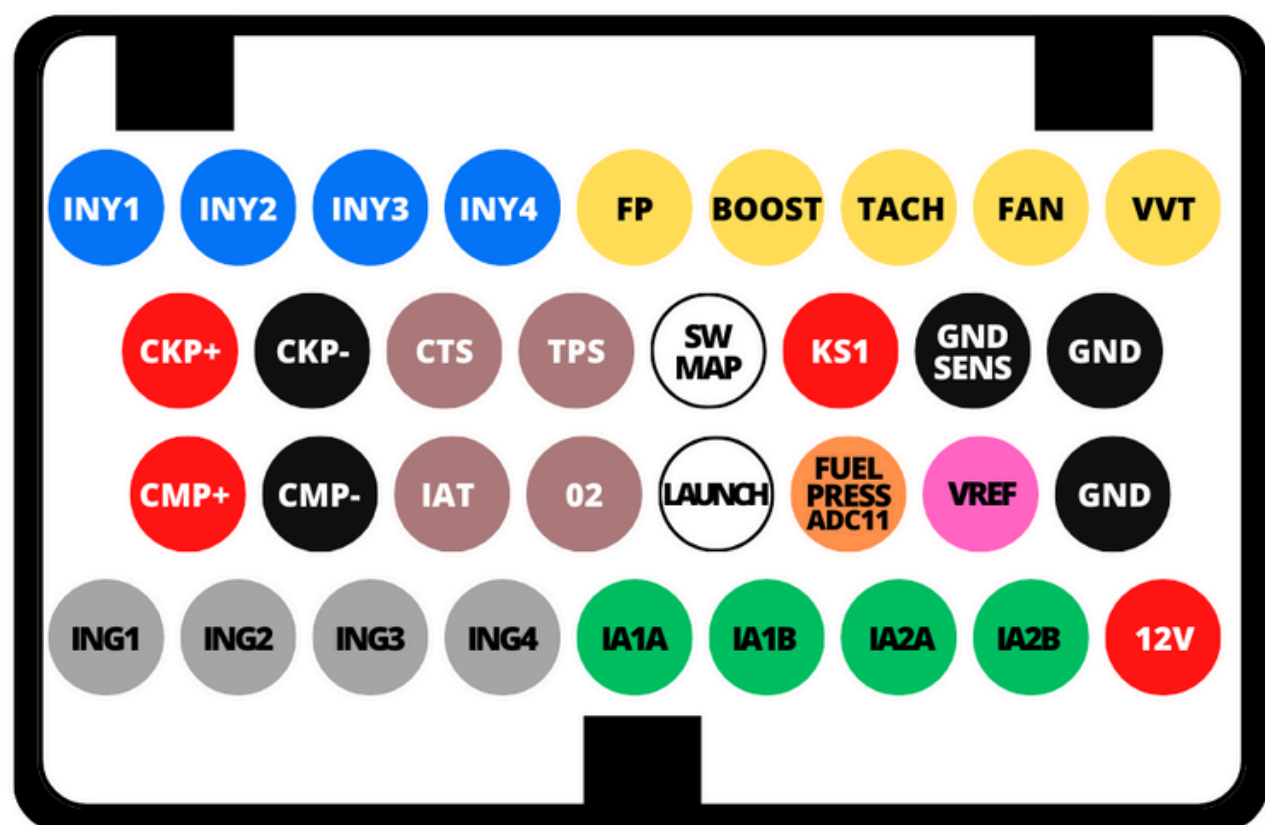 INY1 INY2 INY3 INY4 FP BOOST TACH FAN VVT
CKP+ CKP- CTS TPS SW MAP KS1 GND SENS GND
CMP+ CMP- IAT 02 LAUNCH FUEL PRESS ADC11 VREF GND
ING1 ING2 ING3 ING4 IA1A IA1B IA2A IA2B 12V